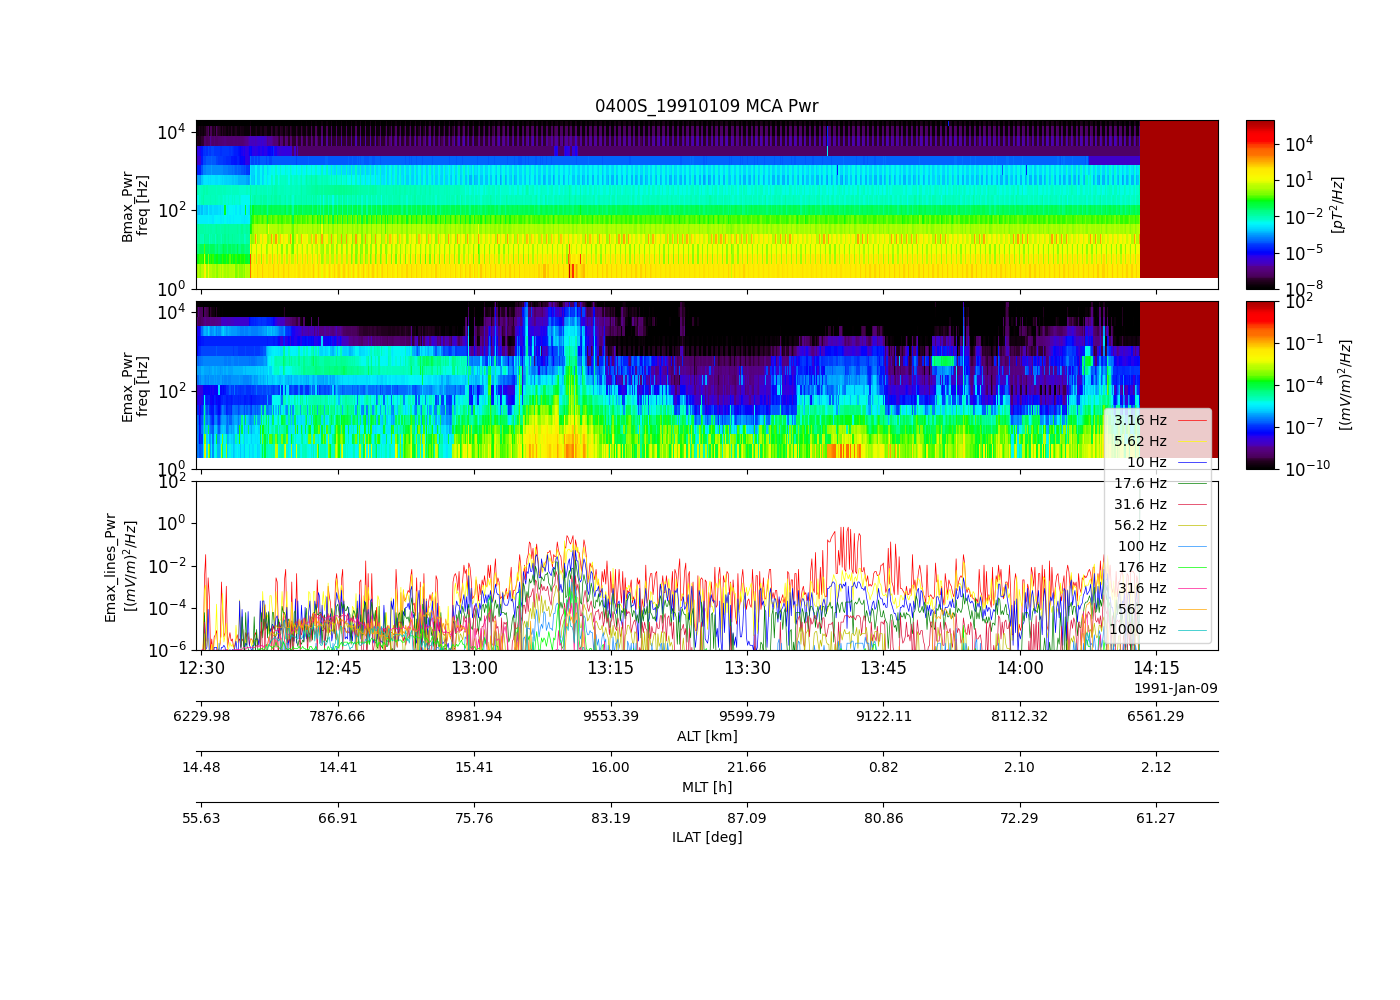 0400S_19910109 MCA Pwr
10^4
10^2
10^0
Bmax_Pwr
freq [Hz]
10^4
10^1
10^-2
10^-5
10^-8
[pT^2/Hz]
10^4
10^2
10^0
Emax_Pwr
freq [Hz]
10^2
10^-1
10^-4
10^-7
10^-10
[(mV/m)^2/Hz]
10^2
10^0
10^-2
10^-4
10^-6
Emax_lines_Pwr
[(mV/m)^2/Hz]
3.16 Hz
5.62 Hz
10 Hz
17.6 Hz
31.6 Hz
56.2 Hz
100 Hz
176 Hz
316 Hz
562 Hz
1000 Hz
12:30 12:45 13:00 13:15 13:30 13:45 14:00 14:15
1991-Jan-09
6229.98 7876.66 8981.94 9553.39 9599.79 9122.11 8112.32 6561.29
ALT [km]
14.48 14.41 15.41 16.00 21.66 0.82 2.10 2.12
MLT [h]
55.63 66.91 75.76 83.19 87.09 80.86 72.29 61.27
ILAT [deg]